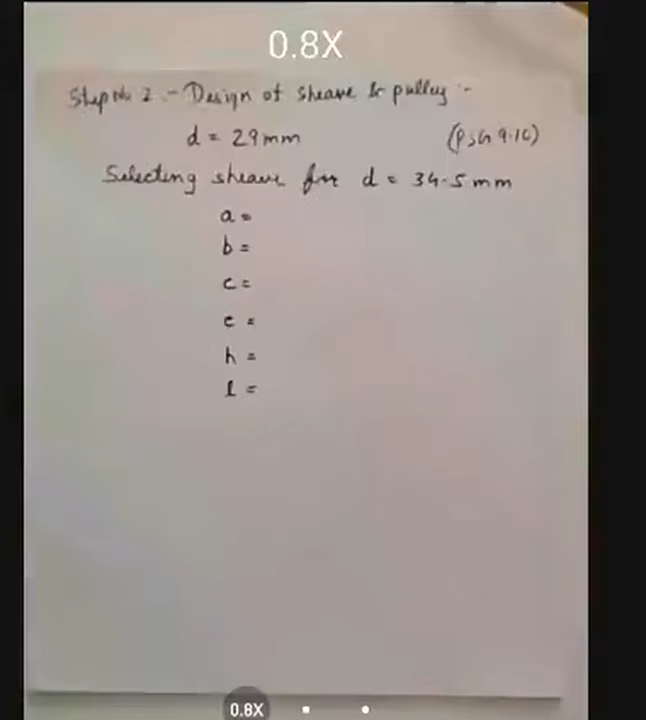 0.8X
Step No 2 :- Design of sheave & pulley :-
d = 29mm (PSG 9.10)
Selecting sheave for d = 34.5 mm
a =
b =
c =
e =
h =
l =
0.8X